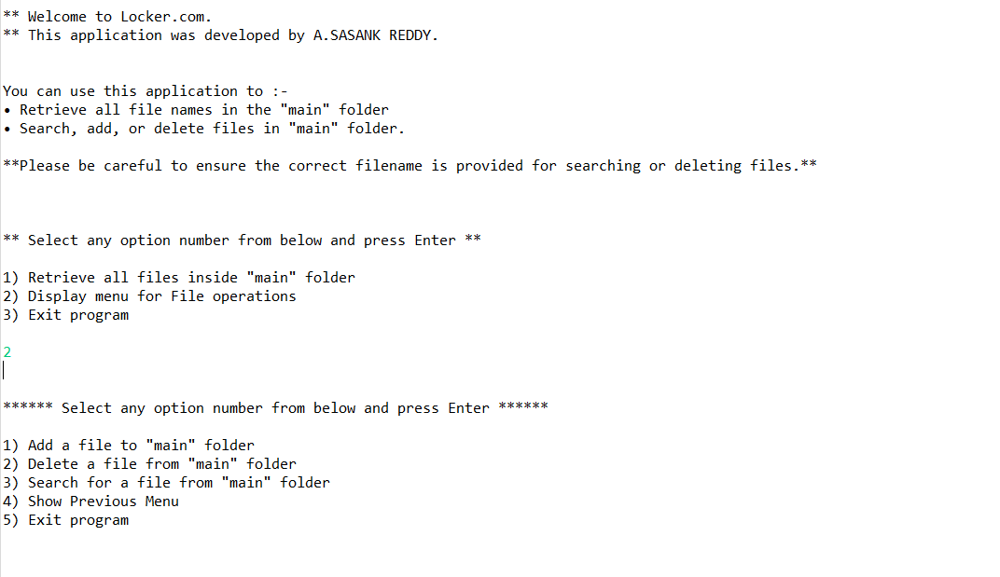 ** Welcome to Locker.com.
** This application was developed by A.SASANK REDDY.
You can use this application to :-
• Retrieve all file names in the "main" folder
• Search, add, or delete files in "main" folder.
**Please be careful to ensure the correct filename is provided for searching or deleting files.**
** Select any option number from below and press Enter **
1) Retrieve all files inside "main" folder
2) Display menu for File operations
3) Exit program
2
****** Select any option number from below and press Enter ******
1) Add a file to "main" folder
2) Delete a file from "main" folder
3) Search for a file from "main" folder
4) Show Previous Menu
5) Exit program